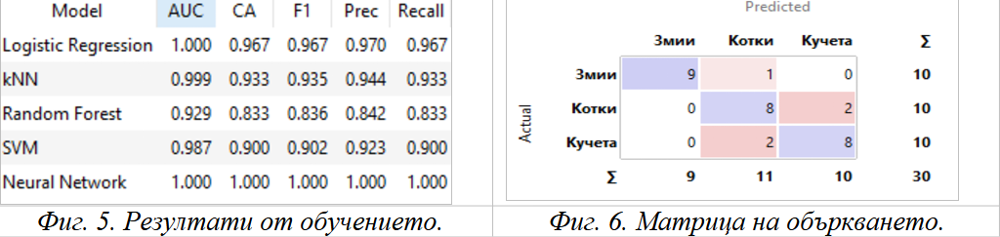 Model AUC CA F1 Prec Recall
Logistic Regression 1.000 0.967 0.967 0.970 0.967
kNN 0.999 0.933 0.935 0.944 0.933
Random Forest 0.929 0.833 0.836 0.842 0.833
SVM 0.987 0.900 0.902 0.923 0.900
Neural Network 1.000 1.000 1.000 1.000 1.000
Фиг. 5. Резултати от обучението.
Predicted
Змии Котки Кучета Σ
Actual
Змии 9 1 0 10
Котки 0 8 2 10
Кучета 0 2 8 10
Σ 9 11 10 30
Фиг. 6. Матрица на объркването.